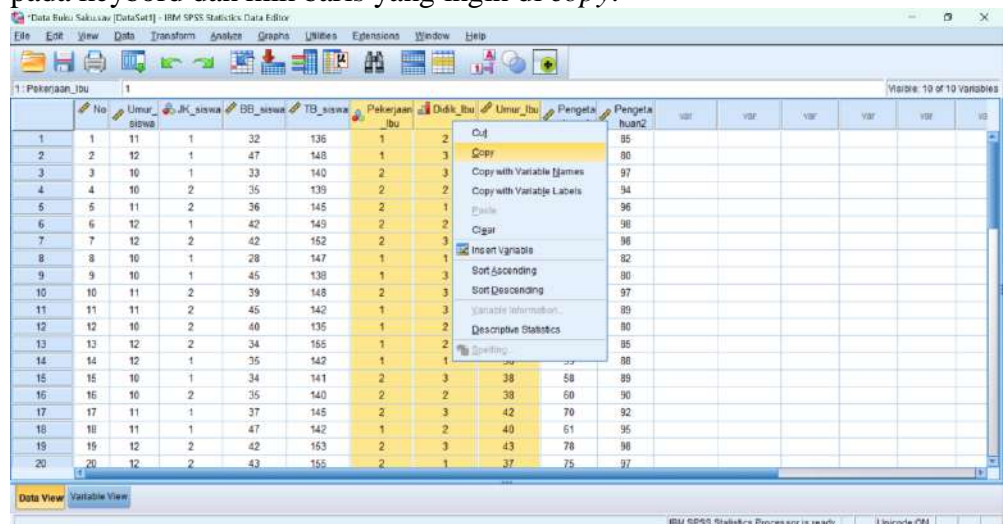 pada keyboard dan klik baris yang ingin di copy.
*Data Buku Saku.sav [DataSet1] - IBM SPSS Statistics Data Editor
File Edit View Data Transform Analyze Graphs Utilities Extensions Window Help
1 : Pekerjaan_Ibu 1 Visible: 10 of 10 Variables
No Umur_siswa JK_siswa BB_siswa TB_siswa Pekerjaan_Ibu Didik_Ibu Umur_Ibu Pengeta Pengetahuan2 var var var var var
1 1 11 1 32 136 1 2 85
2 2 12 1 47 148 1 3 80
3 3 10 1 33 140 2 3 97
4 4 10 2 35 139 2 2 94
5 5 11 2 36 145 2 1 96
6 6 12 1 42 149 2 2 98
7 7 12 2 42 152 2 3 98
8 8 10 1 28 147 1 1 82
9 9 10 1 45 138 1 3 80
10 10 11 2 39 148 2 3 97
11 11 11 2 45 142 1 3 89
12 12 10 2 40 135 1 2 80
13 13 12 2 34 155 1 2 85
14 14 12 1 35 142 1 1 88
15 15 10 1 34 141 2 3 38 58 89
16 16 10 2 35 140 2 2 38 60 90
17 17 11 1 37 145 2 3 42 70 92
18 18 11 1 47 142 1 2 40 61 95
19 19 12 2 42 153 2 3 43 78 98
20 20 12 2 43 155 2 1 37 75 97
Cut
Copy
Copy with Variable Names
Copy with Variable Labels
Paste
Clear
Insert Variable
Sort Ascending
Sort Descending
Variable Information...
Descriptive Statistics
Spelling...
Data View Variable View
IBM SPSS Statistics Processor is ready Unicode:ON